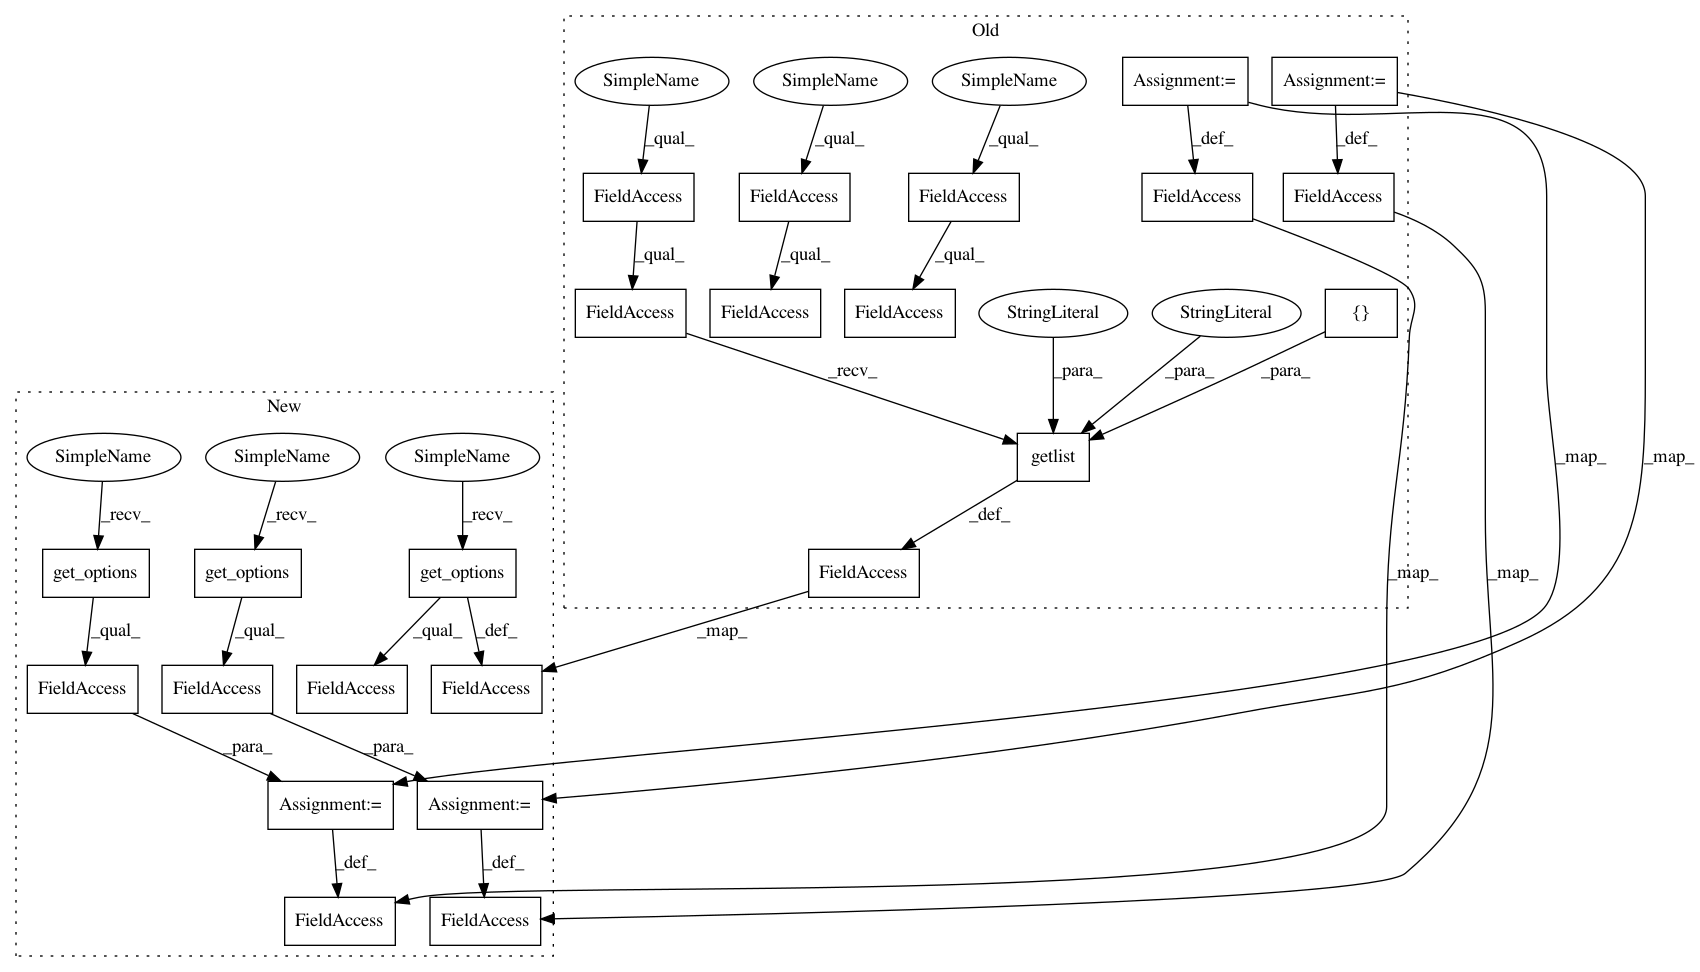 Old
SimpleName SimpleName SimpleName Assignment:= Assignment:=
_qual_ _qual_ _qual_ _def_ _def_
FieldAccess FieldAccess FieldAccess FieldAccess FieldAccess
_qual_ _qual_ _qual_
FieldAccess FieldAccess FieldAccess StringLiteral StringLiteral {}
_recv_ _para_ _para_ _para_
New
SimpleName SimpleName SimpleName getlist _map_ _map_
_recv_ _recv_ _recv_ _def_
get_options get_options get_options FieldAccess _map_ _map_
_qual_ _qual_ _qual_ _def_ _map_
FieldAccess FieldAccess FieldAccess FieldAccess
_para_ _para_
Assignment:= Assignment:=
_def_ _def_
FieldAccess FieldAccess